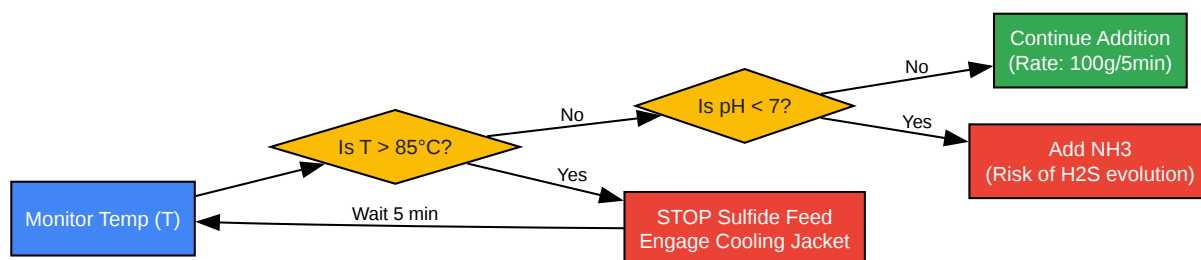 Monitor Temp (T)
Is T > 85°C?
No
Yes
Wait 5 min
STOP Sulfide Feed
Engage Cooling Jacket
Is pH < 7?
No
Yes
Continue Addition
(Rate: 100g/5min)
Add NH3
(Risk of H2S evolution)